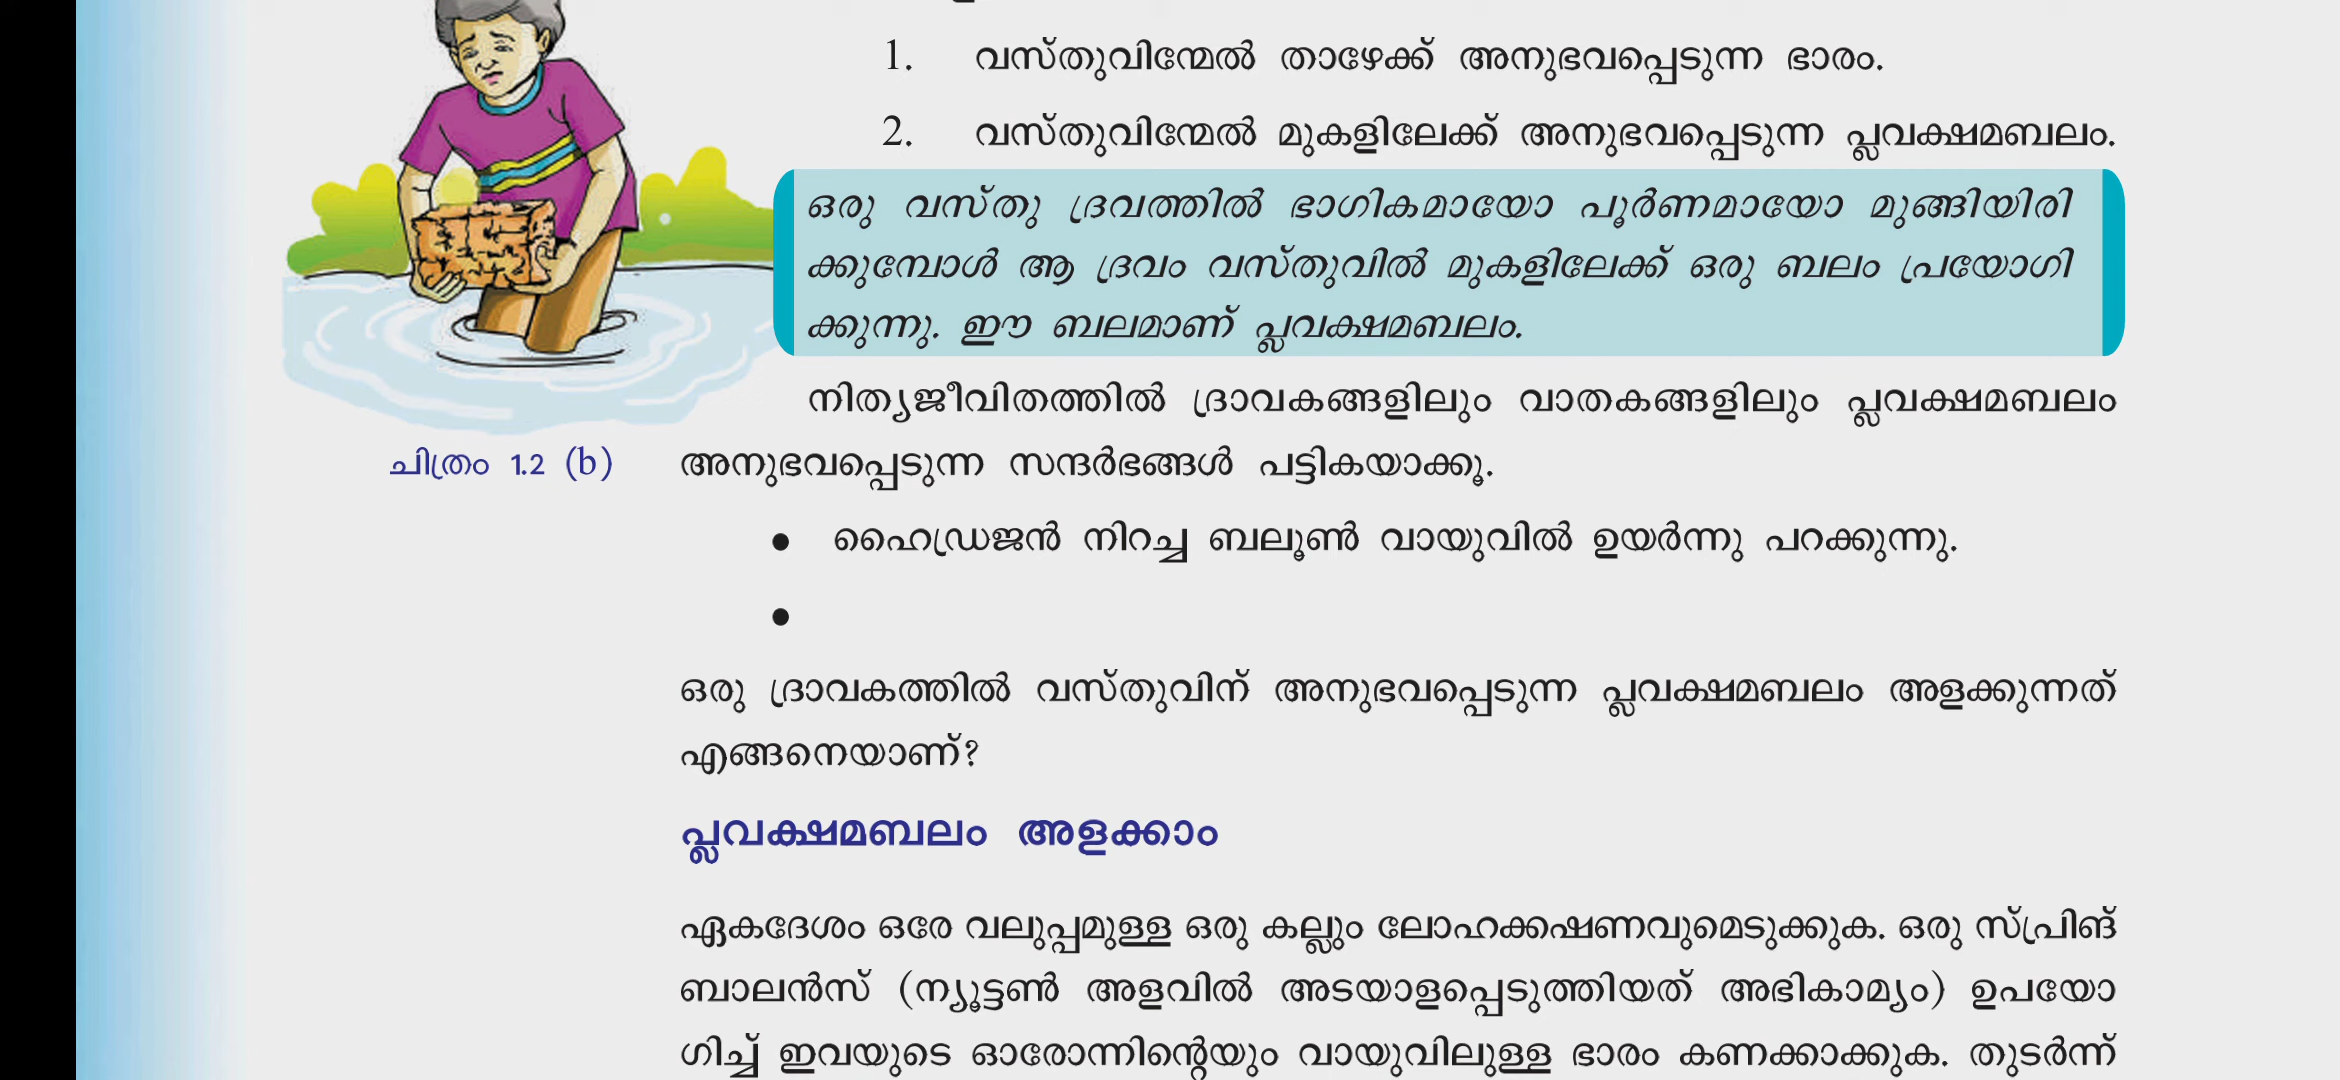 1. വസ്തുവിന്മേൽ താഴേക്ക് അനുഭവപ്പെടുന്ന ഭാരം.
2. വസ്തുവിന്മേൽ മുകളിലേക്ക് അനുഭവപ്പെടുന്ന പ്ലവക്ഷമബലം.
ഒരു വസ്തു ദ്രവത്തിൽ ഭാഗികമായോ പൂർണമായോ മുങ്ങിയിരി
ക്കുമ്പോൾ ആ ദ്രവം വസ്തുവിൽ മുകളിലേക്ക് ഒരു ബലം പ്രയോഗി
ക്കുന്നു. ഈ ബലമാണ് പ്ലവക്ഷമബലം.
നിത്യജീവിതത്തിൽ ദ്രാവകങ്ങളിലും വാതകങ്ങളിലും പ്ലവക്ഷമബലം
ചിത്രം 1.2 (b)
അനുഭവപ്പെടുന്ന സന്ദർഭങ്ങൾ പട്ടികയാക്കൂ.
• ഹൈഡ്രജൻ നിറച്ച ബലൂൺ വായുവിൽ ഉയർന്നു പറക്കുന്നു.
•
ഒരു ദ്രാവകത്തിൽ വസ്തുവിന് അനുഭവപ്പെടുന്ന പ്ലവക്ഷമബലം അളക്കുന്നത്
എങ്ങനെയാണ്?
പ്ലവക്ഷമബലം അളക്കാം
ഏകദേശം ഒരേ വലുപ്പമുള്ള ഒരു കല്ലും ലോഹക്കഷണവുമെടുക്കുക. ഒരു സ്പ്രിങ്
ബാലൻസ് (ന്യൂട്ടൺ അളവിൽ അടയാളപ്പെടുത്തിയത് അഭികാമ്യം) ഉപയോ
ഗിച്ച് ഇവയുടെ ഓരോന്നിന്റെയും വായുവിലുള്ള ഭാരം കണക്കാക്കുക. തുടർന്ന്